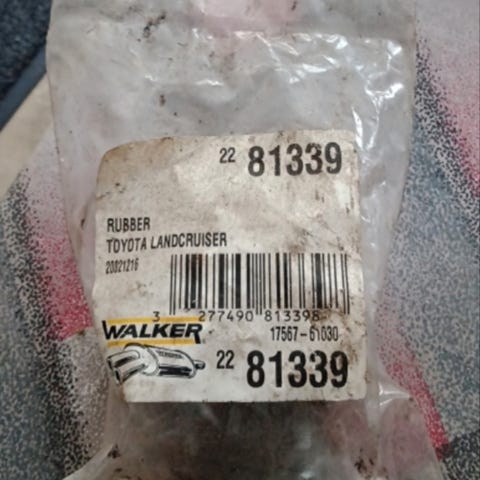 22 81339
RUBBER
TOYOTA LANDCRUISER
20021216
3 277490 813398
WALKER 17567-61030
22 81339